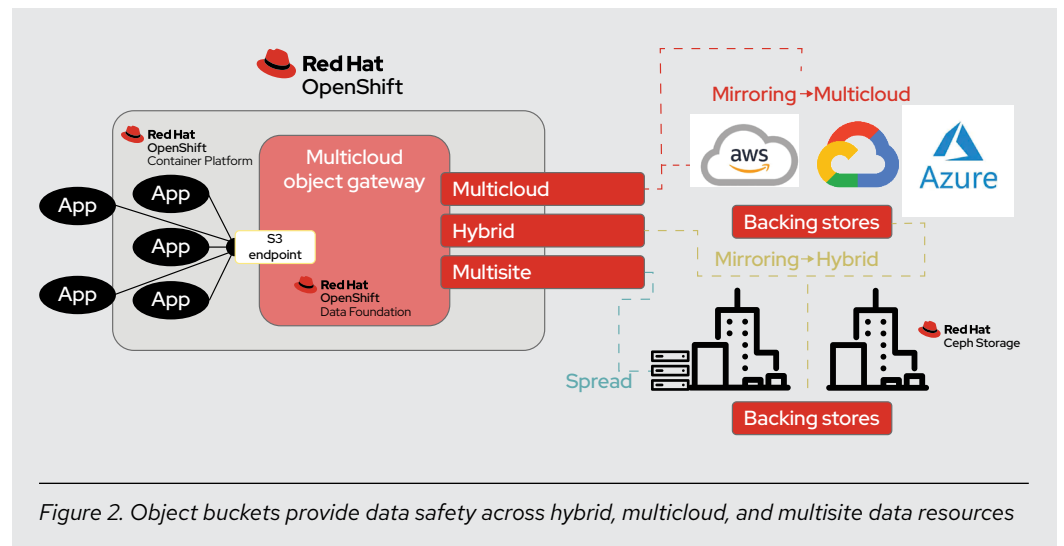 Red Hat
OpenShift
Red Hat
OpenShift
Container Platform
App
App
App
App
App
S3
endpoint
Multicloud
object gateway
Red Hat
OpenShift
Data Foundation
Multicloud
Hybrid
Multisite
Mirroring→Multicloud
aws
Azure
Backing stores
Mirroring→Hybrid
Spread
Red Hat
Ceph Storage
Backing stores
Figure 2. Object buckets provide data safety across hybrid, multicloud, and multisite data resources